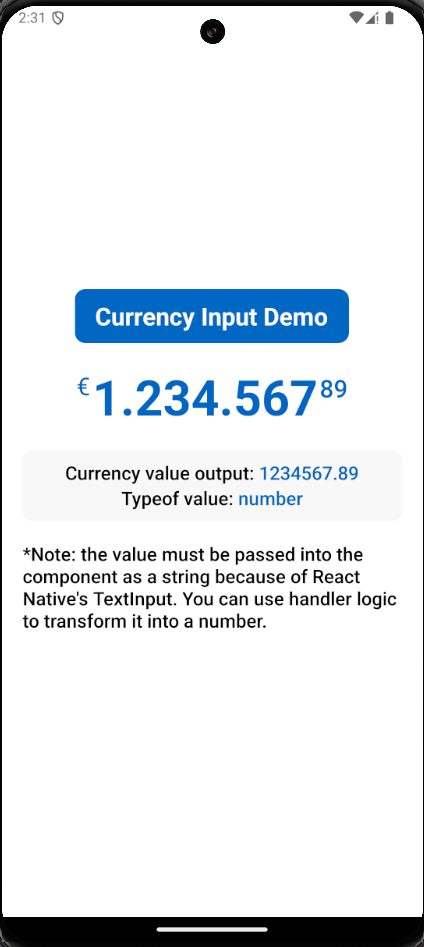 2:31
Currency Input Demo
€1.234.56789
Currency value output: 1234567.89
Typeof value: number
*Note: the value must be passed into the
component as a string because of React
Native's TextInput. You can use handler logic
to transform it into a number.